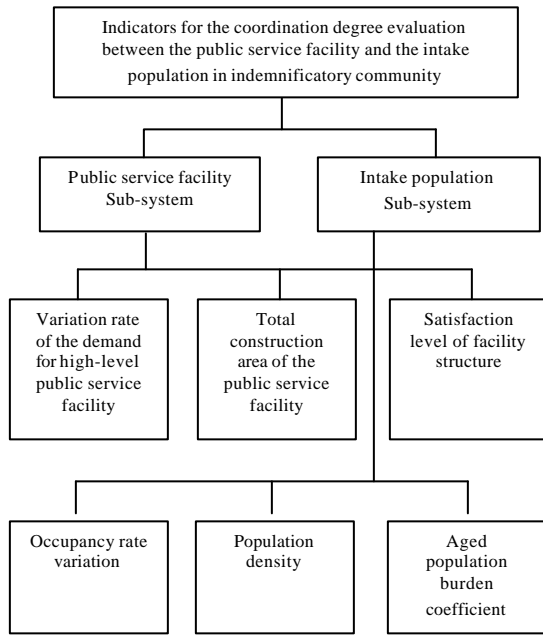 Indicators for the coordination degree evaluation
between the public service facility and the intake
population in indemnificatory community
Public service facility
Sub-system
Intake population
Sub-system
Variation rate
of the demand
for high-level
public service
facility
Total
construction
area of the
public service
facility
Satisfaction
level of facility
structure
Occupancy rate
variation
Population
density
Aged
population
burden
coefficient